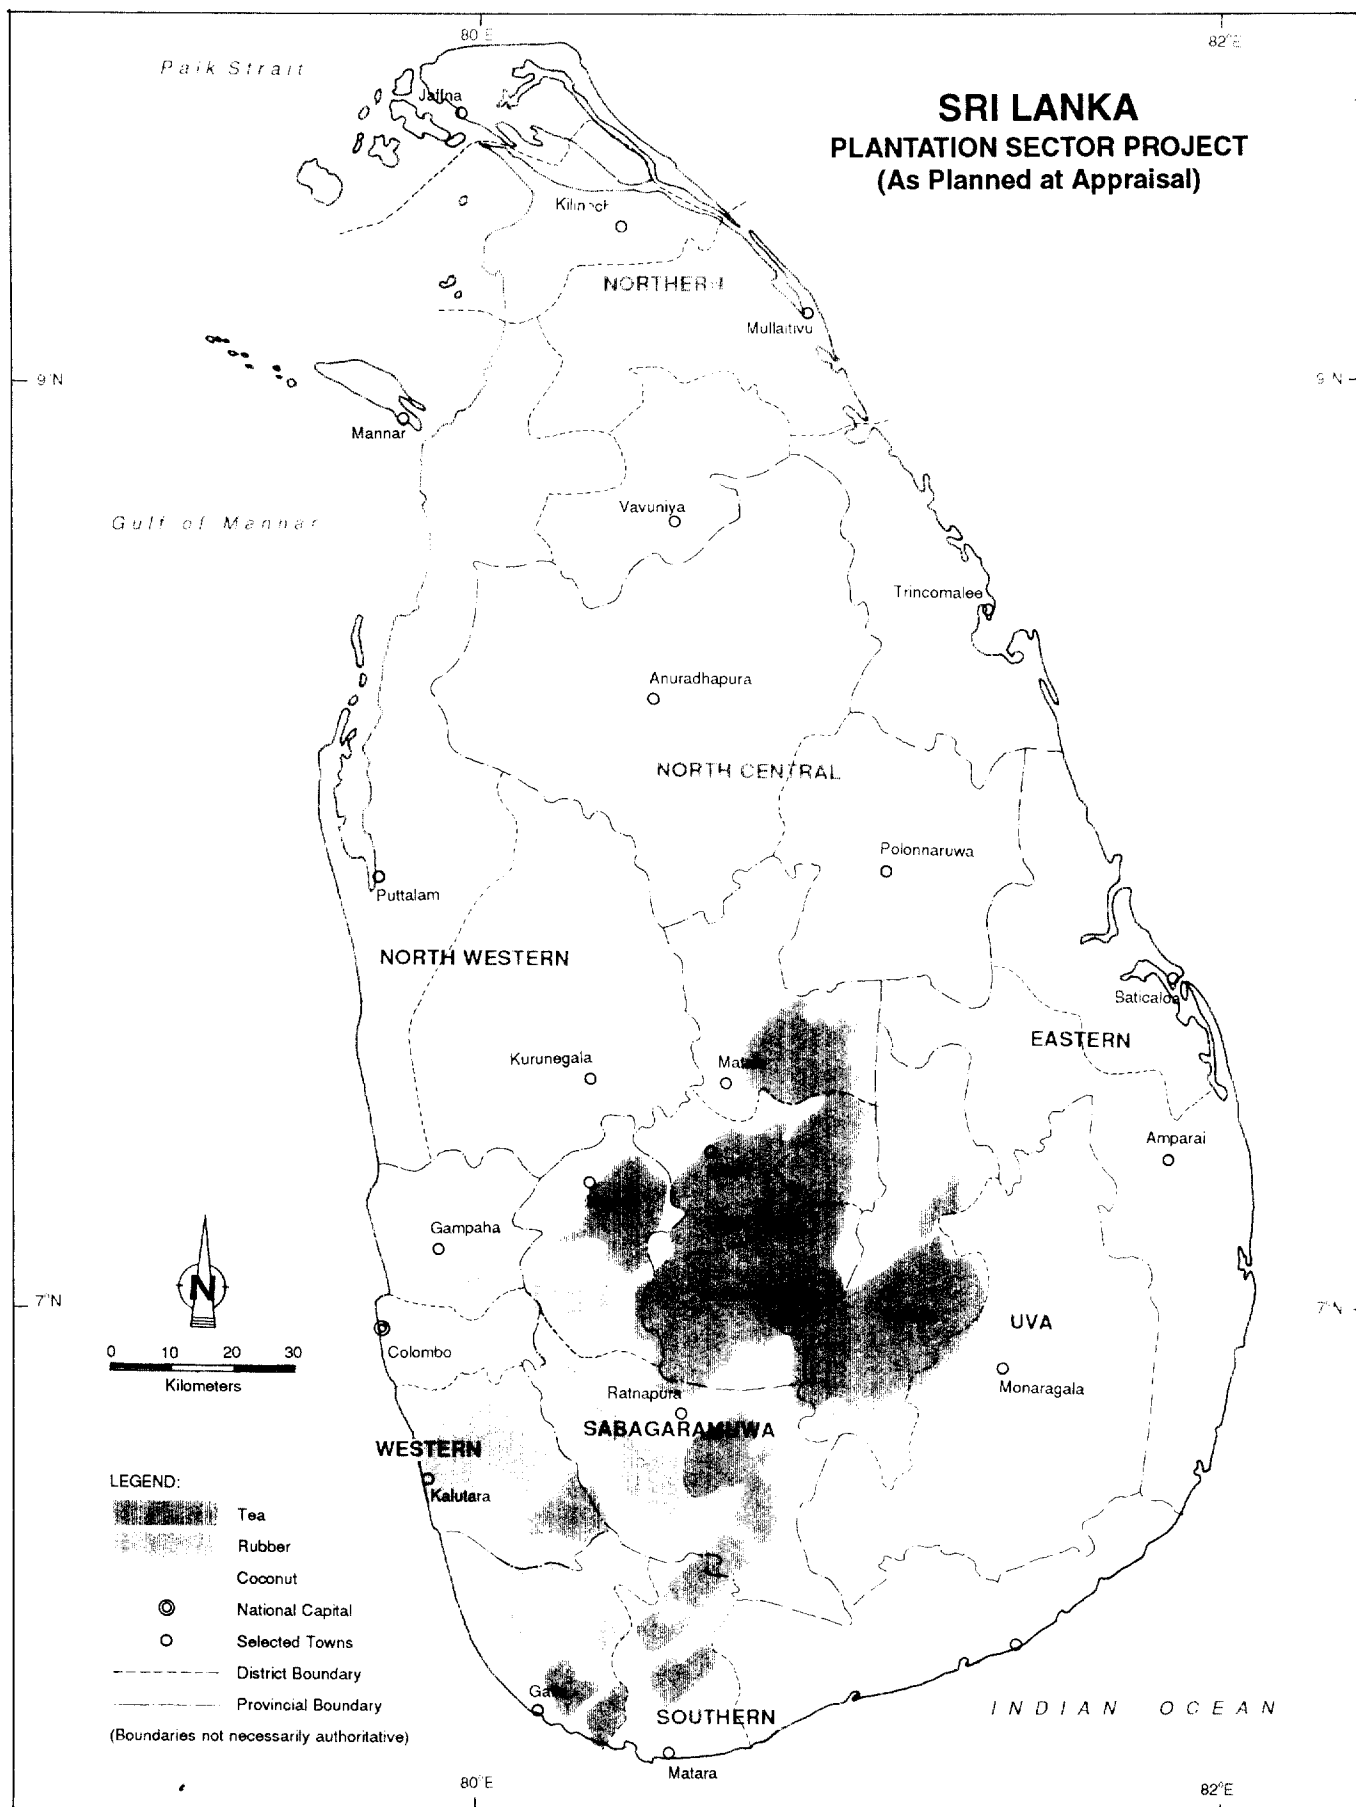 80°E
82°E
Palk Strait
SRI LANKA
PLANTATION SECTOR PROJECT
(As Planned at Appraisal)
Jaffna
NORTHERN
Mullaitivu
9°N
9 N
Mannar
Gulf of Mannar
Vavuniya
Trincomalee
Anuradhapura
NORTH CENTRAL
Polonnaruwa
Puttalam
NORTH WESTERN
Baticaloa
EASTERN
Kurunegala
Amparai
Gampaha
N
7°N
7°N
UVA
Colombo
0 10 20 30
Kilometers
Monaragala
Ratnapura
SABAGARAMUWA
WESTERN
Kalutara
LEGEND:
Tea
Rubber
Coconut
National Capital
Selected Towns
District Boundary
Provincial Boundary
(Boundaries not necessarily authoritative)
SOUTHERN
INDIAN OCEAN
Matara
80°E
82°E